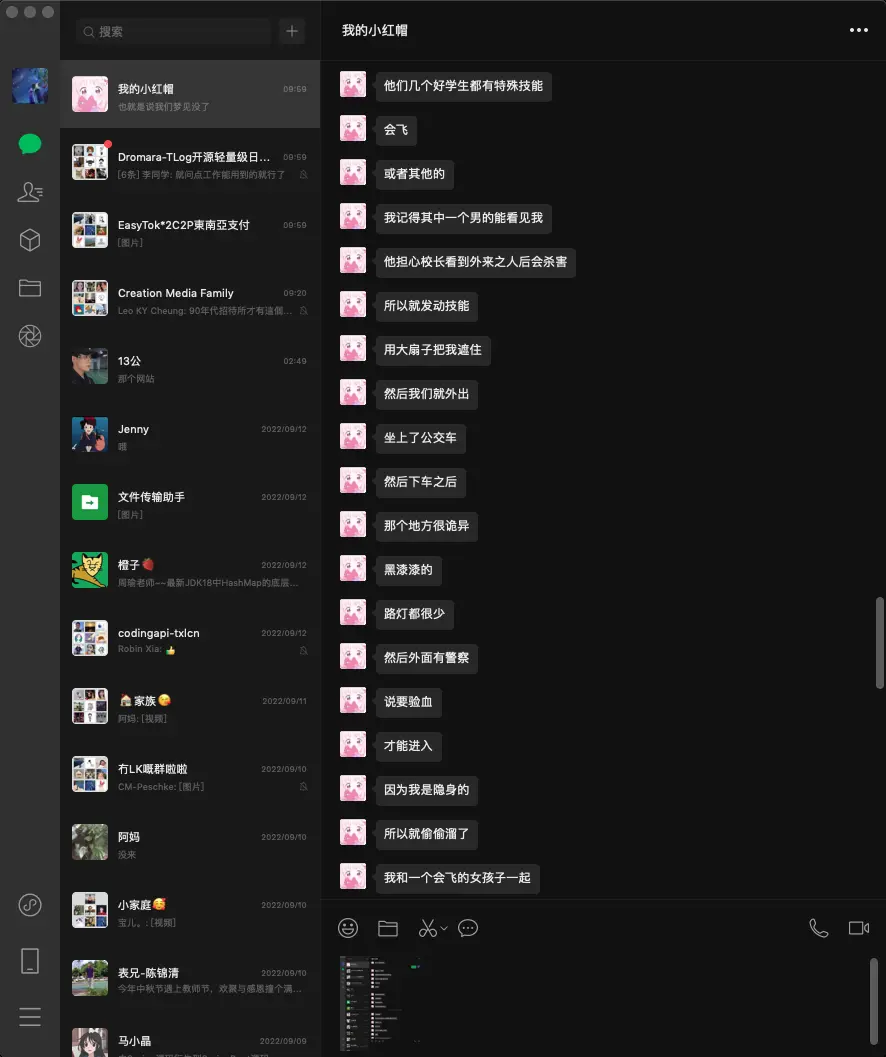 搜索
我的小红帽
09:59
也就是说我们梦见没了
Dromara-TLog开源轻量级日...
09:59
[6条] 李同学: 就问点工作能用到的就行了
EasyTok*2C2P東南亞支付
09:59
[图片]
Creation Media Family
09:20
Leo KY Cheung: 90年代招待所才有這個...
13公
02:49
那个网站
Jenny
2022/09/12
哦
文件传输助手
2022/09/12
[图片]
橙子🍓
2022/09/12
周瑜老师~~最新JDK18中HashMap的底层...
codingapi-txlcn
2022/09/12
Robin Xia: 👍
🏠家族🥰
2022/09/11
阿妈: [视频]
冇LK嘅群啦啦
2022/09/10
CM-Peschke: [图片]
阿妈
2022/09/10
没来
小家庭🥰
2022/09/10
宝儿。: [视频]
表兄-陈锦清
2022/09/10
今年中秋节遇上教师节，欢聚与感恩撞个满...
马小晶
2022/09/09
我的小红帽
他们几个好学生都有特殊技能
会飞
或者其他的
我记得其中一个男的能看见我
他担心校长看到外来之人后会杀害
所以就发动技能
用大扇子把我遮住
然后我们就外出
坐上了公交车
然后下车之后
那个地方很诡异
黑漆漆的
路灯都很少
然后外面有警察
说要验血
才能进入
因为我是隐身的
所以就偷偷溜了
我和一个会飞的女孩子一起